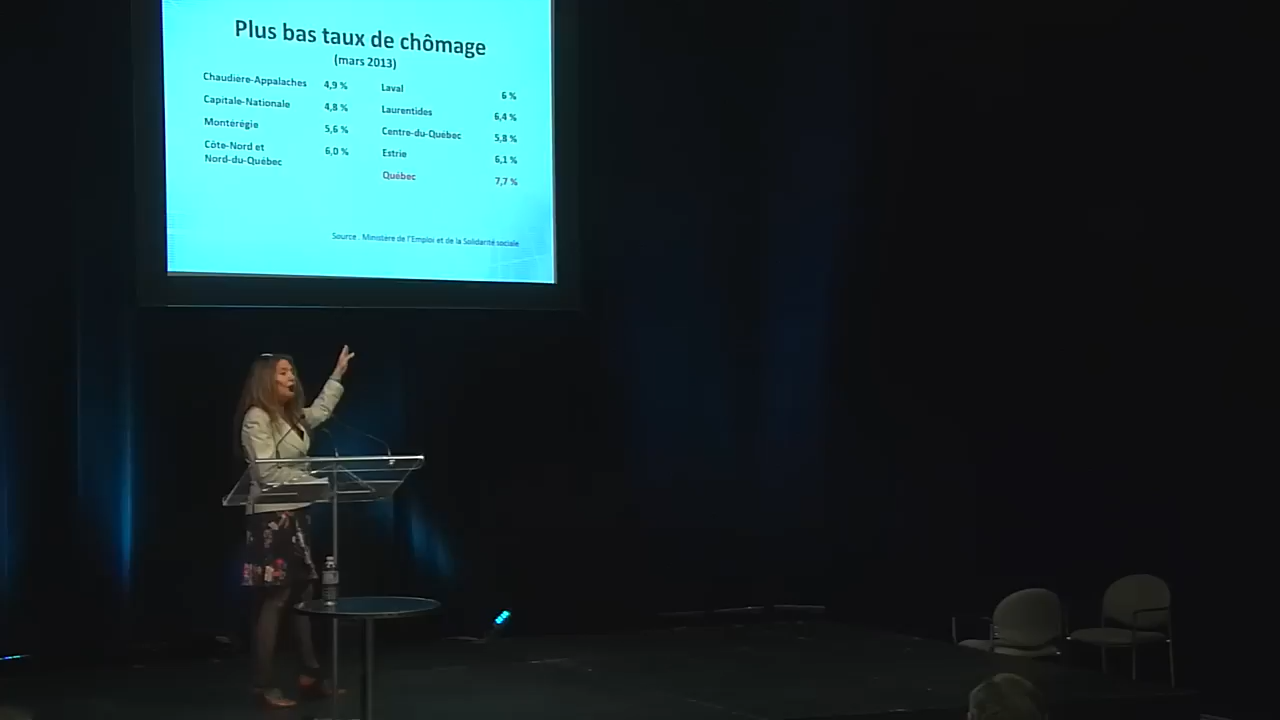 Plus bas taux de chômage
(mars 2013)
Chaudière-Appalaches 4,9 %
Capitale-Nationale 4,8 %
Montérégie 5,6 %
Côte-Nord et 6,0 %
Nord-du-Québec
Laval 6 %
Laurentides 6,4 %
Centre-du-Québec 5,8 %
Estrie 6,1 %
Québec 7,7 %
Source : Ministère de l'Emploi et de la Solidarité sociale